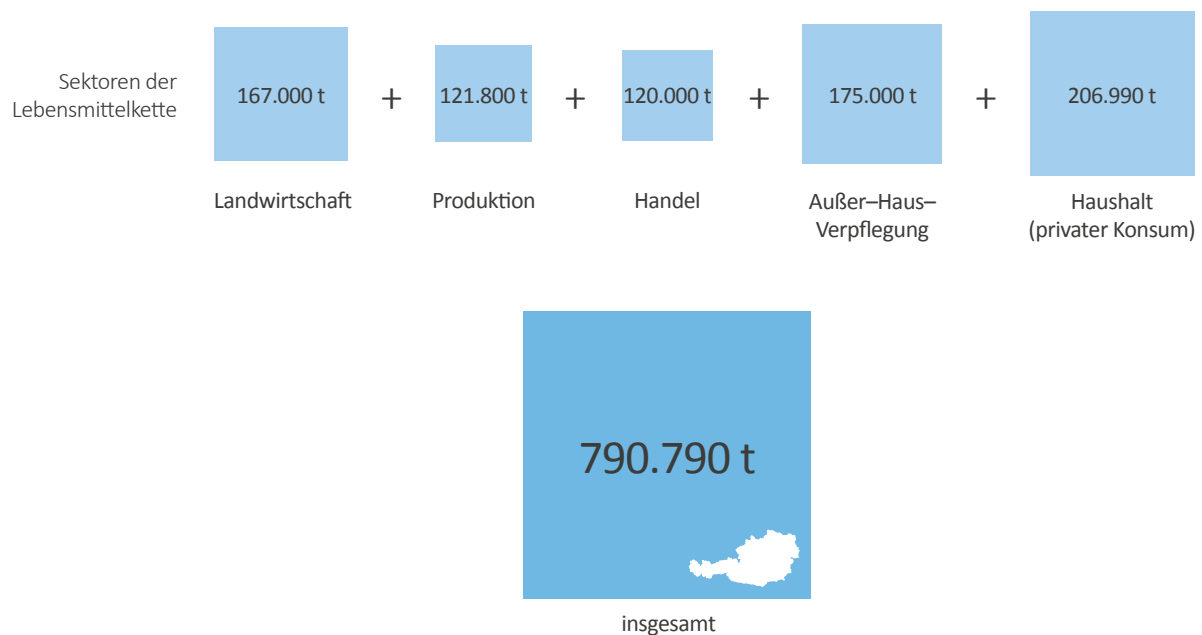 Sektoren der
Lebensmittelkette
167.000 t + 121.800 t + 120.000 t + 175.000 t + 206.990 t
Landwirtschaft
Produktion
Handel
Außer–Haus–
Verpflegung
Haushalt
(privater Konsum)
790.790 t
insgesamt